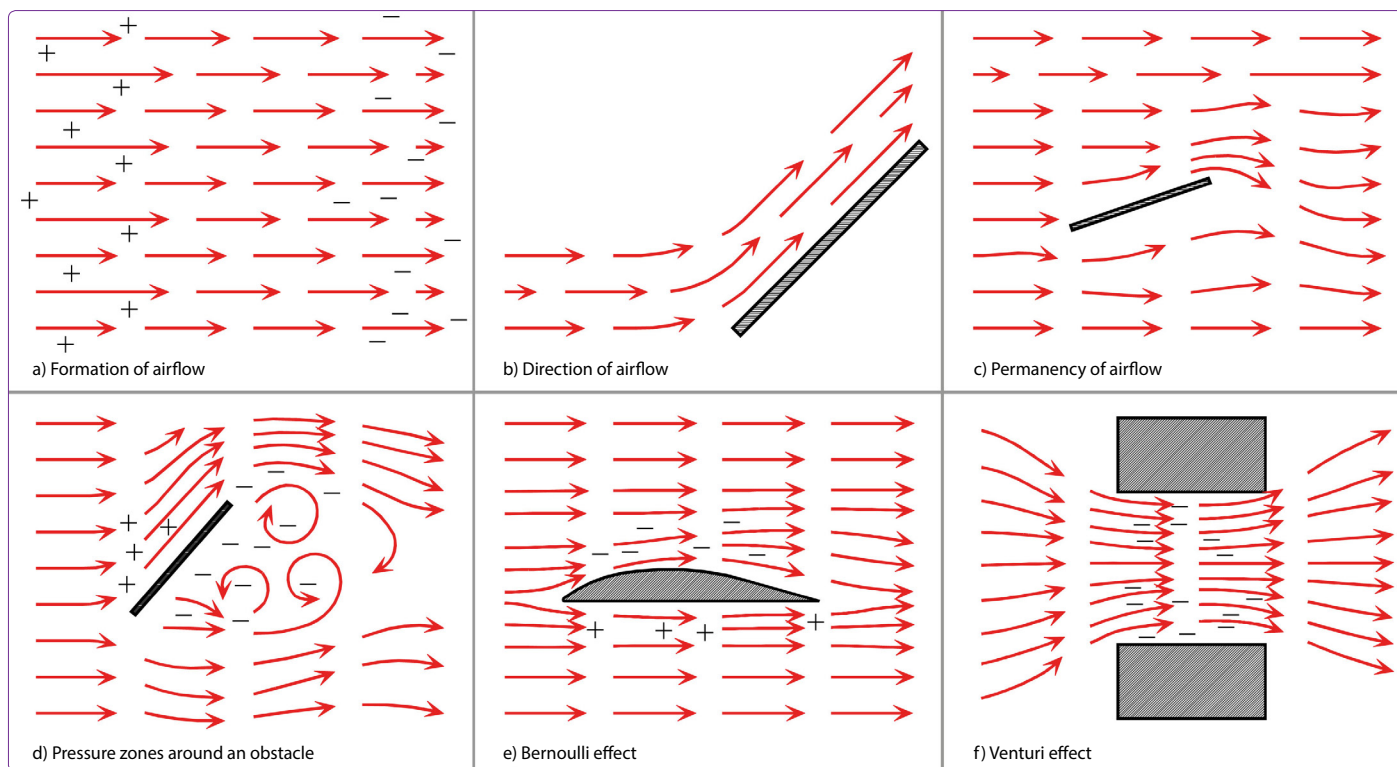 a) Formation of airflow
b) Direction of airflow
c) Permanency of airflow
d) Pressure zones around an obstacle
e) Bernoulli effect
f) Venturi effect